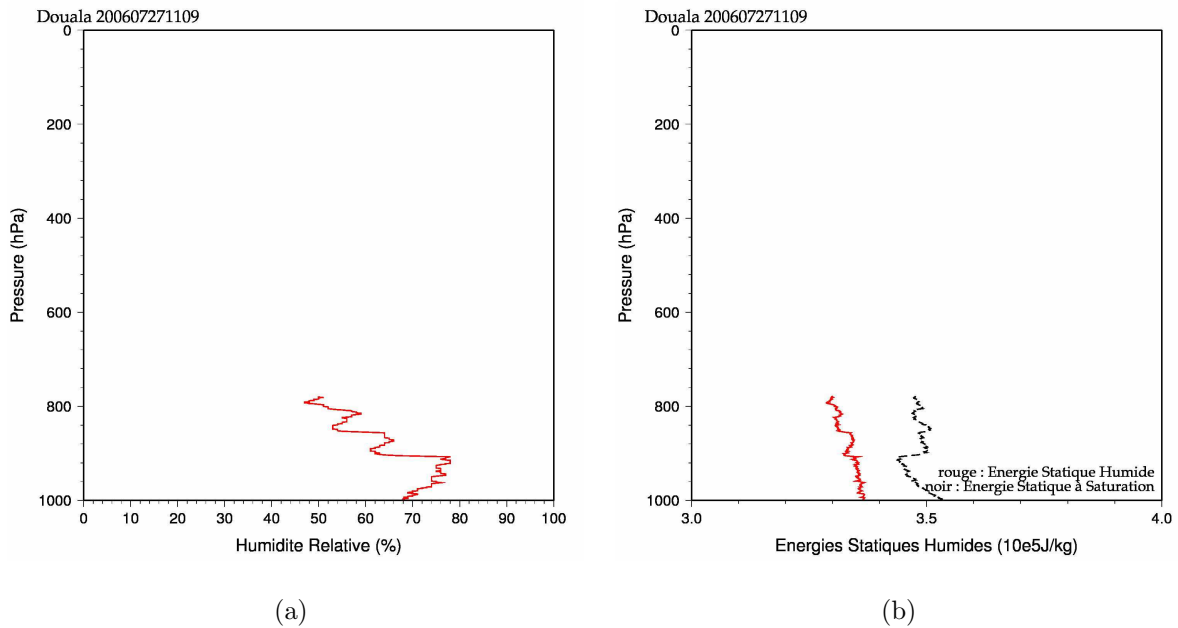 Douala 200607271109
0
200
400
600
800
1000
Pressure (hPa)
0 10 20 30 40 50 60 70 80 90 100
Humidite Relative (%)
(a)
Douala 200607271109
0
200
400
600
800
1000
Pressure (hPa)
rouge : Energie Statique Humide
noir : Energie Statique à Saturation
3.0 3.5 4.0
Energies Statiques Humides (10e5J/kg)
(b)